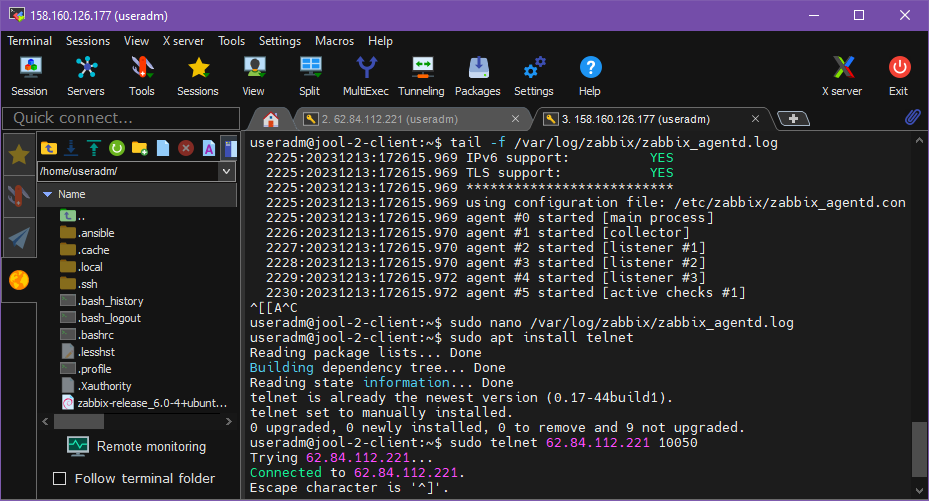 158.160.126.177 (useradm)
Terminal Sessions View X server Tools Settings Macros Help
Session Servers Tools Sessions View Split MultiExec Tunneling Packages Settings Help X server Exit
Quick connect...
2. 62.84.112.221 (useradm)
3. 158.160.126.177 (useradm)
/home/useradm/
Name
..
.ansible
.cache
.local
.ssh
.bash_history
.bash_logout
.bashrc
.lesshst
.profile
.Xauthority
zabbix-release_6.0-4+ubunt...
Remote monitoring
Follow terminal folder
useradm@jool-2-client:~$ tail -f /var/log/zabbix/zabbix_agentd.log
2225:20231213:172615.969 IPv6 support: YES
2225:20231213:172615.969 TLS support: YES
2225:20231213:172615.969 **************************
2225:20231213:172615.969 using configuration file: /etc/zabbix/zabbix_agentd.con
2225:20231213:172615.969 agent #0 started [main process]
2226:20231213:172615.970 agent #1 started [collector]
2227:20231213:172615.970 agent #2 started [listener #1]
2228:20231213:172615.970 agent #3 started [listener #2]
2229:20231213:172615.972 agent #4 started [listener #3]
2230:20231213:172615.972 agent #5 started [active checks #1]
^[[A^C
useradm@jool-2-client:~$ sudo nano /var/log/zabbix/zabbix_agentd.log
useradm@jool-2-client:~$ sudo apt install telnet
Reading package lists... Done
Building dependency tree... Done
Reading state information... Done
telnet is already the newest version (0.17-44build1).
telnet set to manually installed.
0 upgraded, 0 newly installed, 0 to remove and 9 not upgraded.
useradm@jool-2-client:~$ sudo telnet 62.84.112.221 10050
Trying 62.84.112.221...
Connected to 62.84.112.221.
Escape character is '^]'.